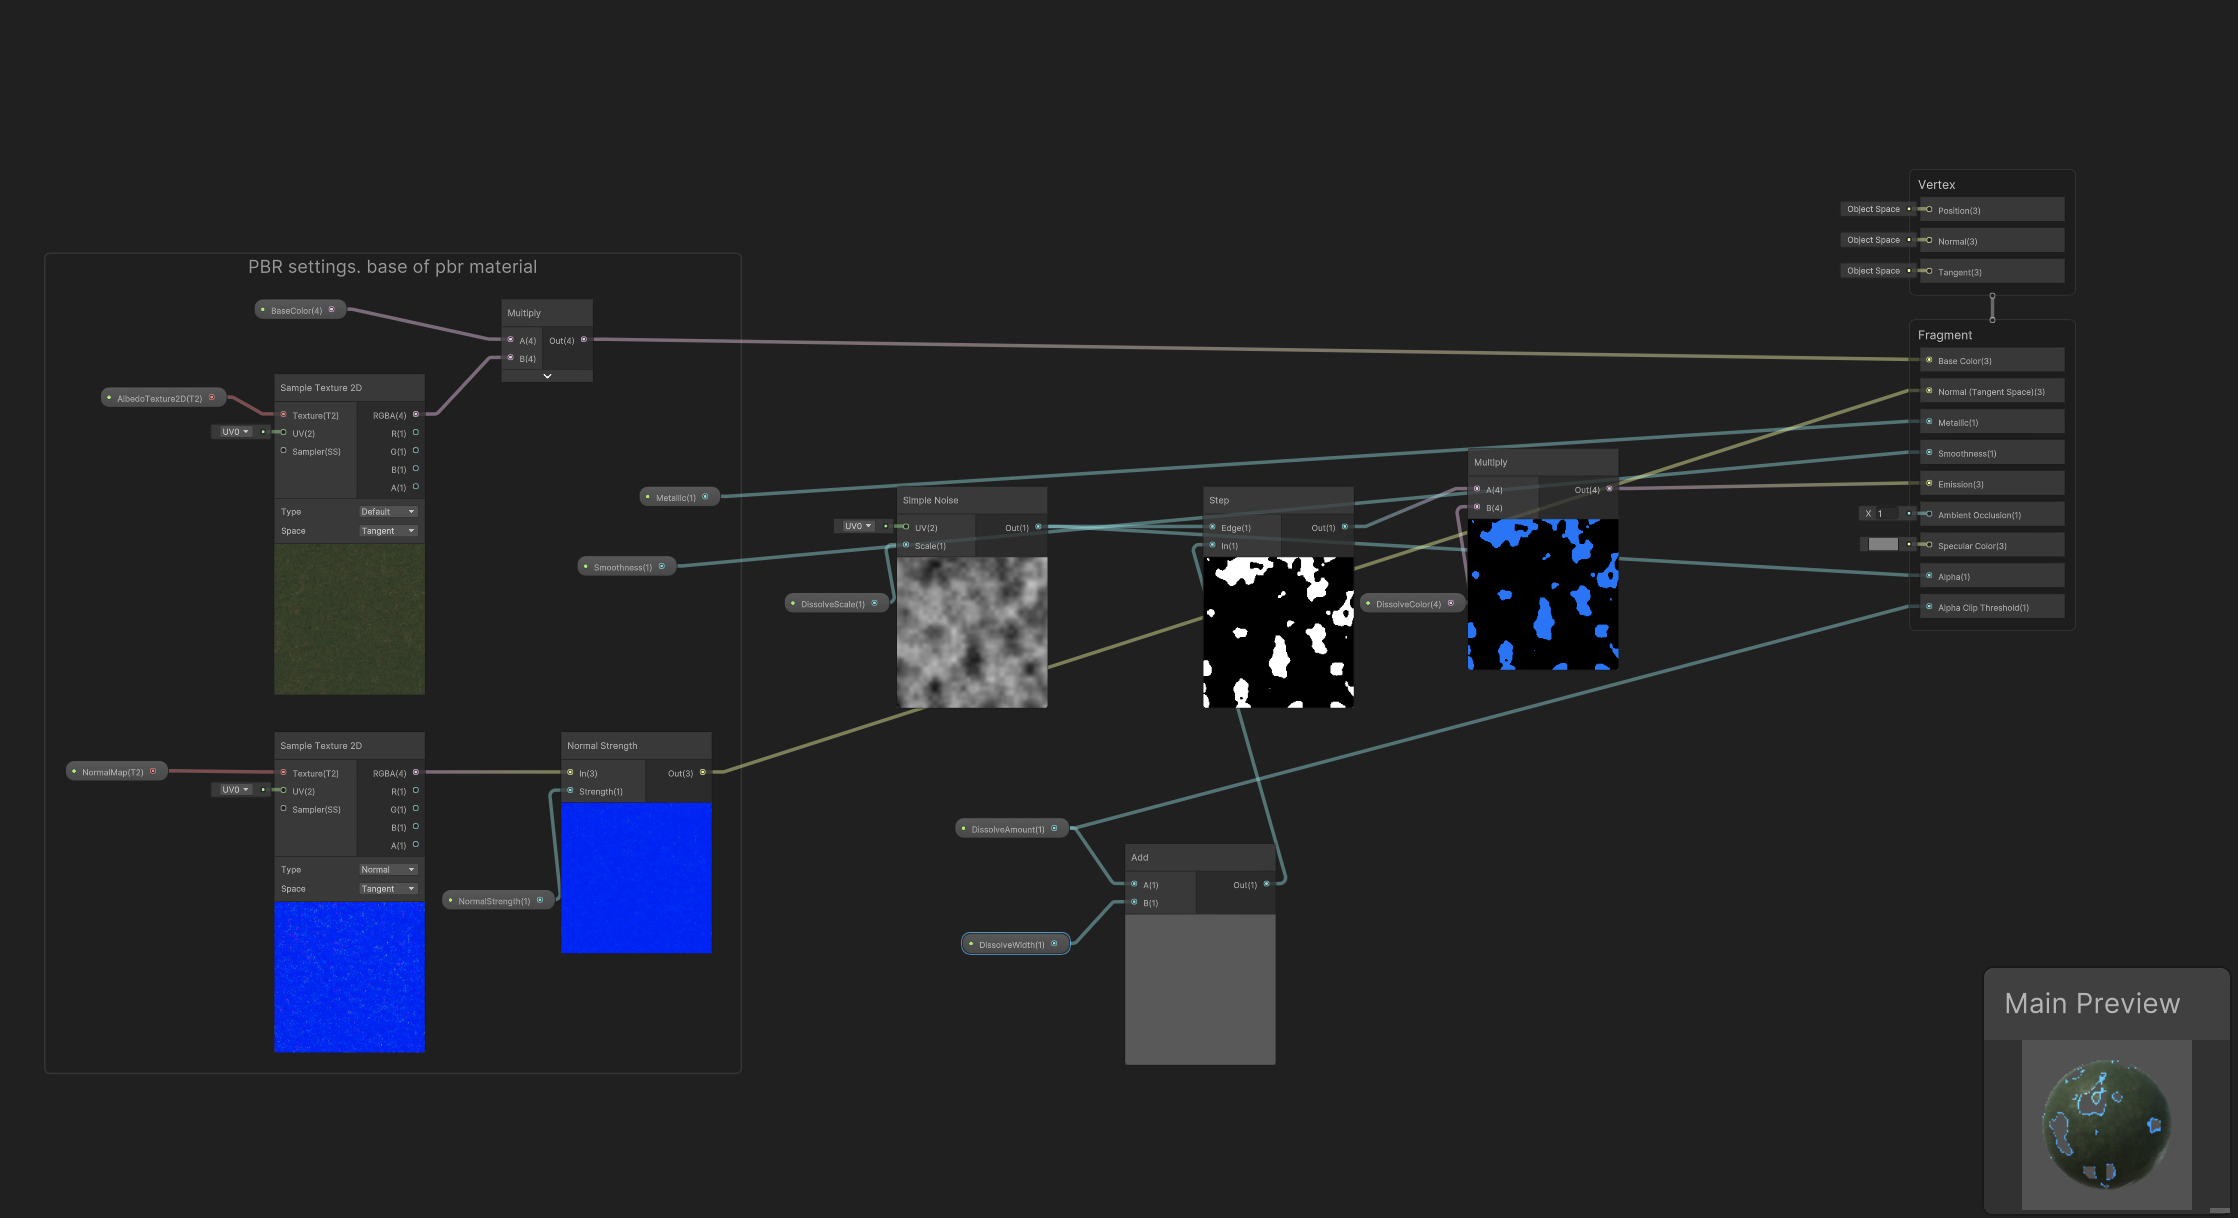 Vertex
Object Space
Position(3)
Object Space
Normal(3)
Object Space
Tangent(3)
PBR settings. base of pbr material
BaseColor(4)
Multiply
A(4)
Out(4)
B(4)
AlbedoTexture2D(T2)
Sample Texture 2D
Texture(T2)
RGBA(4)
UV0
UV(2)
R(1)
Sampler(SS)
G(1)
B(1)
A(1)
Type
Default
Space
Tangent
Fragment
Base Color(3)
Normal (Tangent Space)(3)
Metallic(1)
Smoothness(1)
Emission(3)
X 1
Ambient Occlusion(1)
Specular Color(3)
Alpha(1)
Alpha Clip Threshold(1)
Metallic(1)
Smoothness(1)
Simple Noise
UV0
UV(2)
Out(1)
Scale(1)
DissolveScale(1)
Step
Edge(1)
Out(1)
In(1)
Multiply
A(4)
Out(4)
B(4)
DissolveColor(4)
NormalMap(T2)
Sample Texture 2D
Texture(T2)
RGBA(4)
UV0
UV(2)
R(1)
Sampler(SS)
G(1)
B(1)
A(1)
Type
Normal
Space
Tangent
Normal Strength
In(3)
Out(3)
Strength(1)
NormalStrength(1)
DissolveAmount(1)
Add
A(1)
Out(1)
B(1)
DissolveWidth(1)
Main Preview